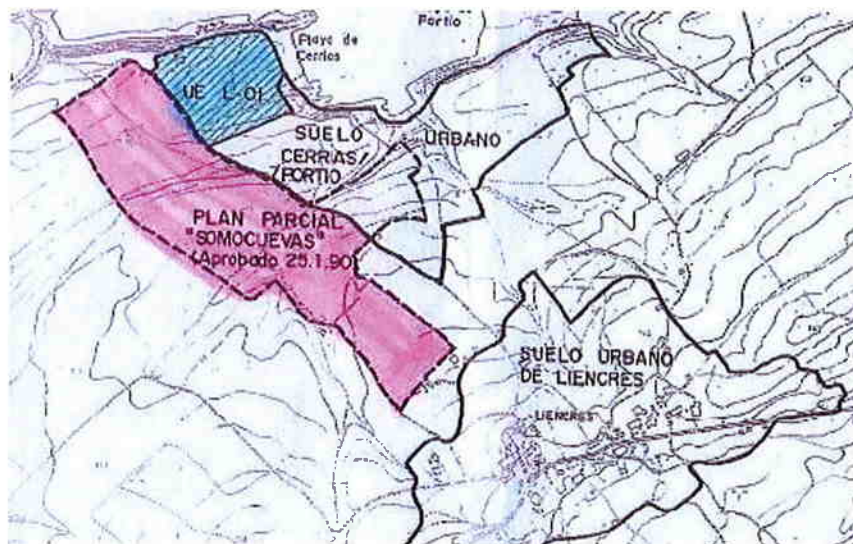 Portio
Playa de
Cerrias
UE L-01
SUELO URBANO
CERRIAS/
PORTIO
PLAN PARCIAL
"SOMOCUEVAS"
(Aprobado 25.1.90)
SUELO URBANO
DE LIENCRES
LIENCRES